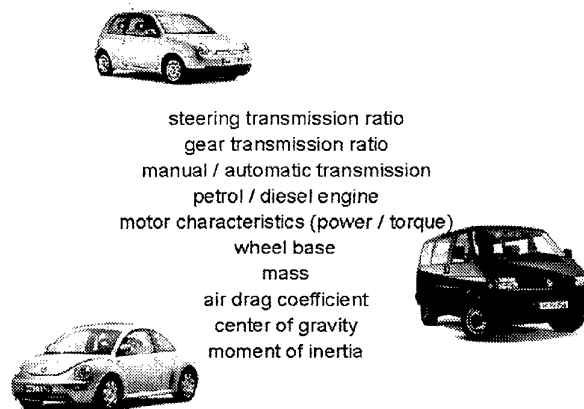 steering transmission ratio
gear transmission ratio
manual / automatic transmission
petrol / diesel engine
motor characteristics (power / torque)
wheel base
mass
air drag coefficient
center of gravity
moment of inertia